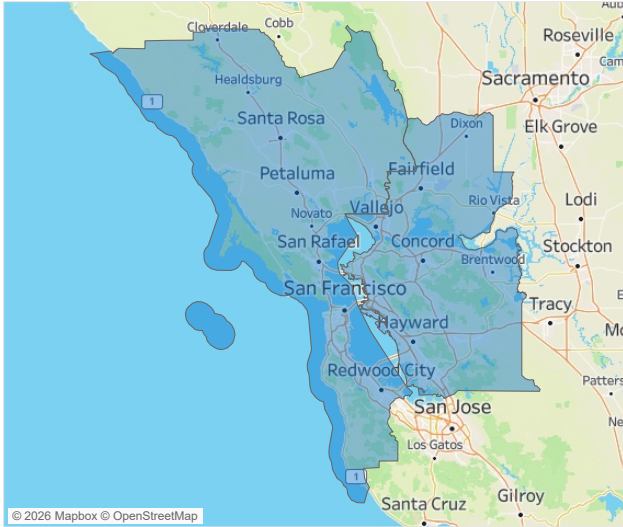 Cobb
Cloverdale
Aub
Roseville
Healdsburg
Cam
Sacramento
1
Santa Rosa
Dixon
Elk Grove
Petaluma
Fairfield
Rio Vista
Lodi
Novato
Vallejo
San Rafael
Concord
Stockton
Brentwood
San Francisco
Tracy
Hayward
Mo
Redwood City
Patters
San Jose
Ne
Los Gatos
1
Gilroy
Santa Cruz
© 2026 Mapbox © OpenStreetMap